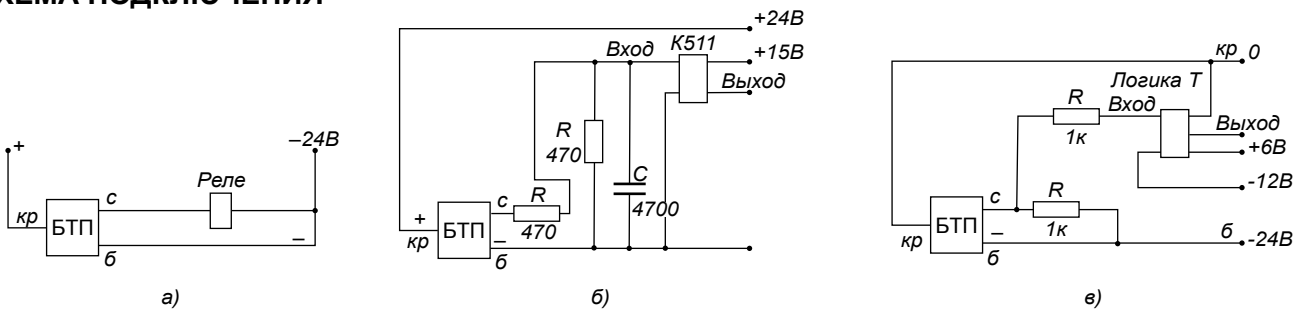 ХЕМА ПОДКЛЮЧЕНИЯ
+
–24В
Реле
кр
БТП
с
–
б
а)
+24В
Вход
К511
+15В
Выход
R
470
С
4700
+
кр
БТП
с
R
470
–
б
б)
кр 0
Логика Т
R
Вход
1к
Выход
+6В
-12В
с
R
БТП
кр
–
1к
б
б
-24В
в)